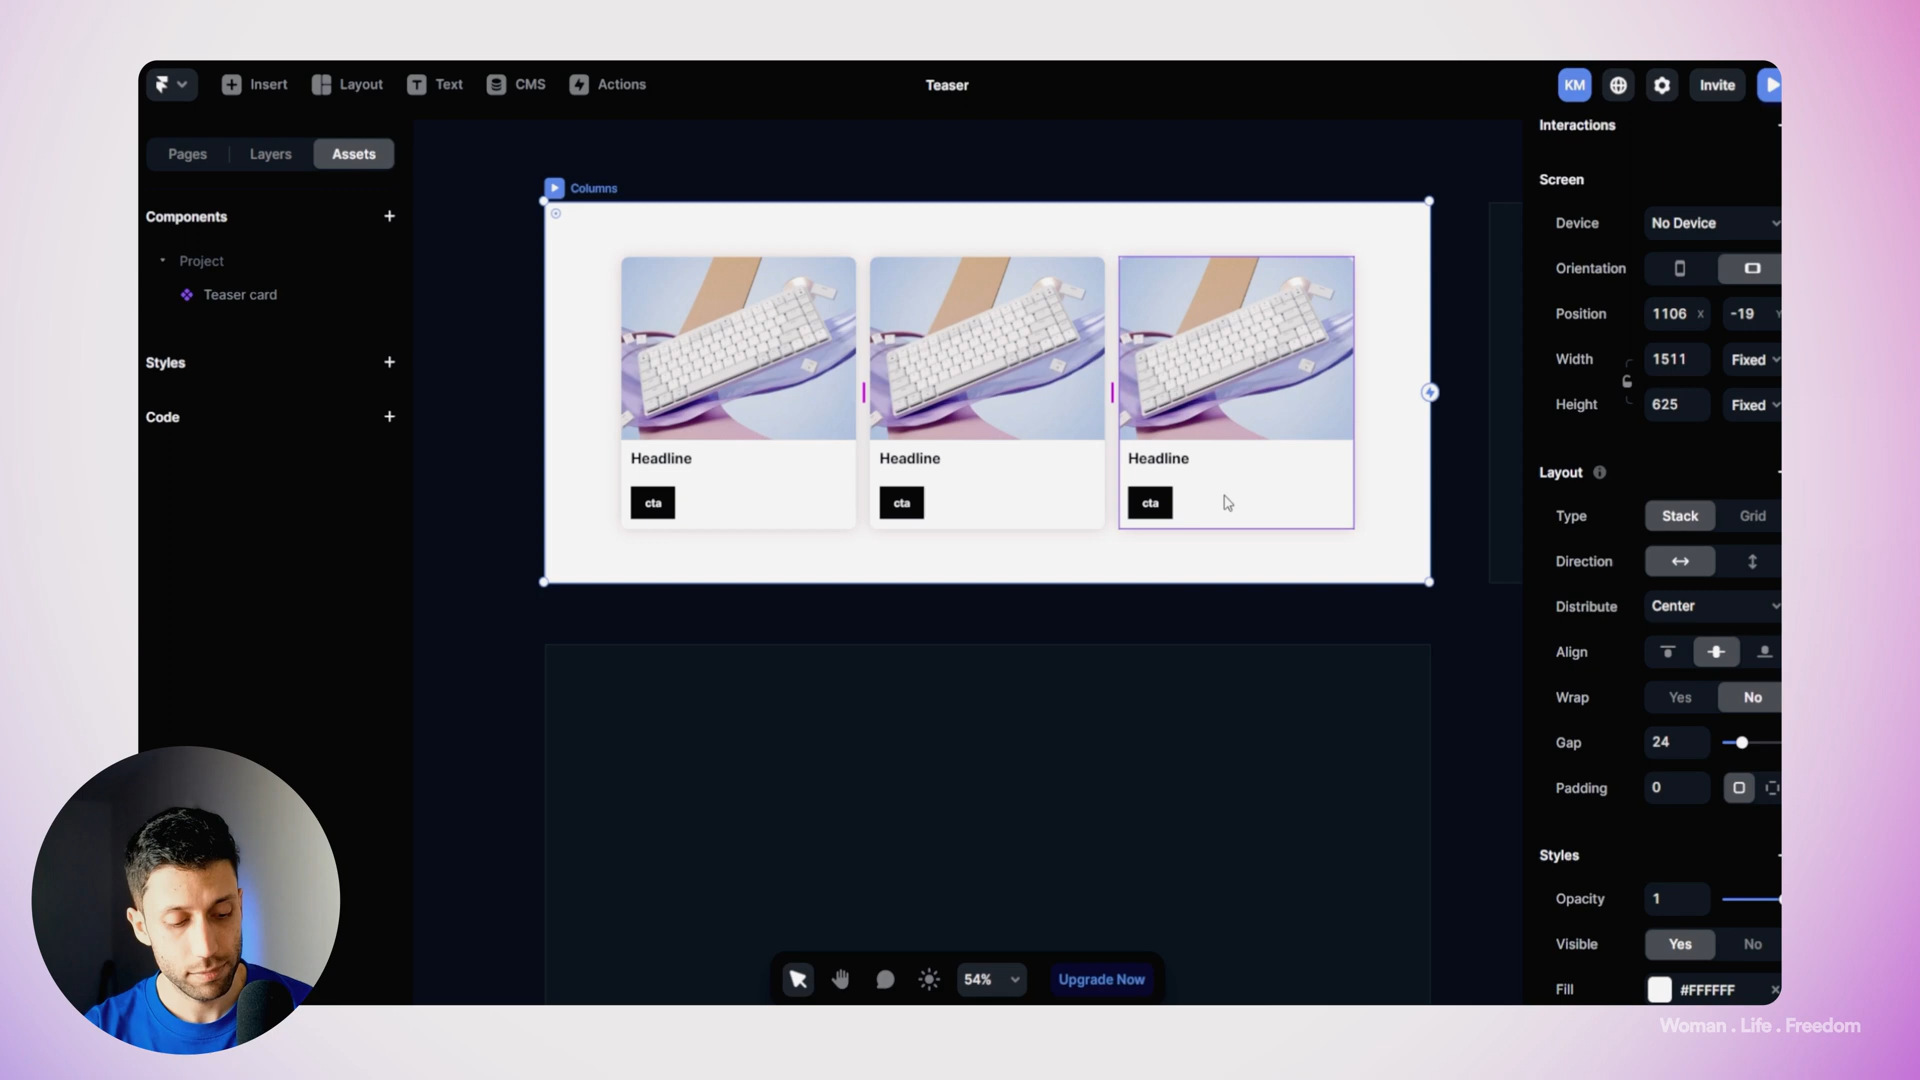 Insert
Layout
Text
CMS
Actions
Teaser
KM
Invite
Pages
Layers
Assets
Components
Project
Teaser card
Styles
Code
Columns
Headline
cta
Headline
cta
Headline
cta
54%
Upgrade Now
Interactions
Screen
Device No Device
Orientation
Position 1106 X -19 Y
Width 1511 Fixed
Height 625 Fixed
Layout
Type Stack Grid
Direction
Distribute Center
Align
Wrap Yes No
Gap 24
Padding 0
Styles
Opacity 1
Visible Yes No
Fill #FFFFFF
Woman . Life . Freedom